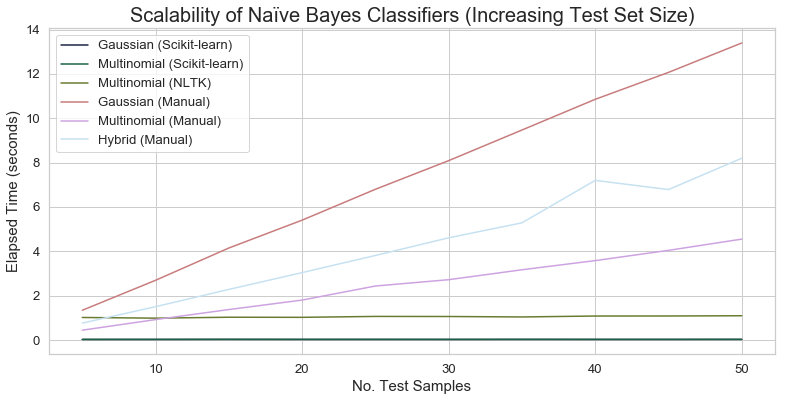 Scalability of Naïve Bayes Classifiers (Increasing Test Set Size)
Gaussian (Scikit-learn)
Multinomial (Scikit-learn)
Multinomial (NLTK)
Gaussian (Manual)
Multinomial (Manual)
Hybrid (Manual)
Elapsed Time (seconds)
14
12
10
8
6
4
2
0
10
20
30
40
50
No. Test Samples